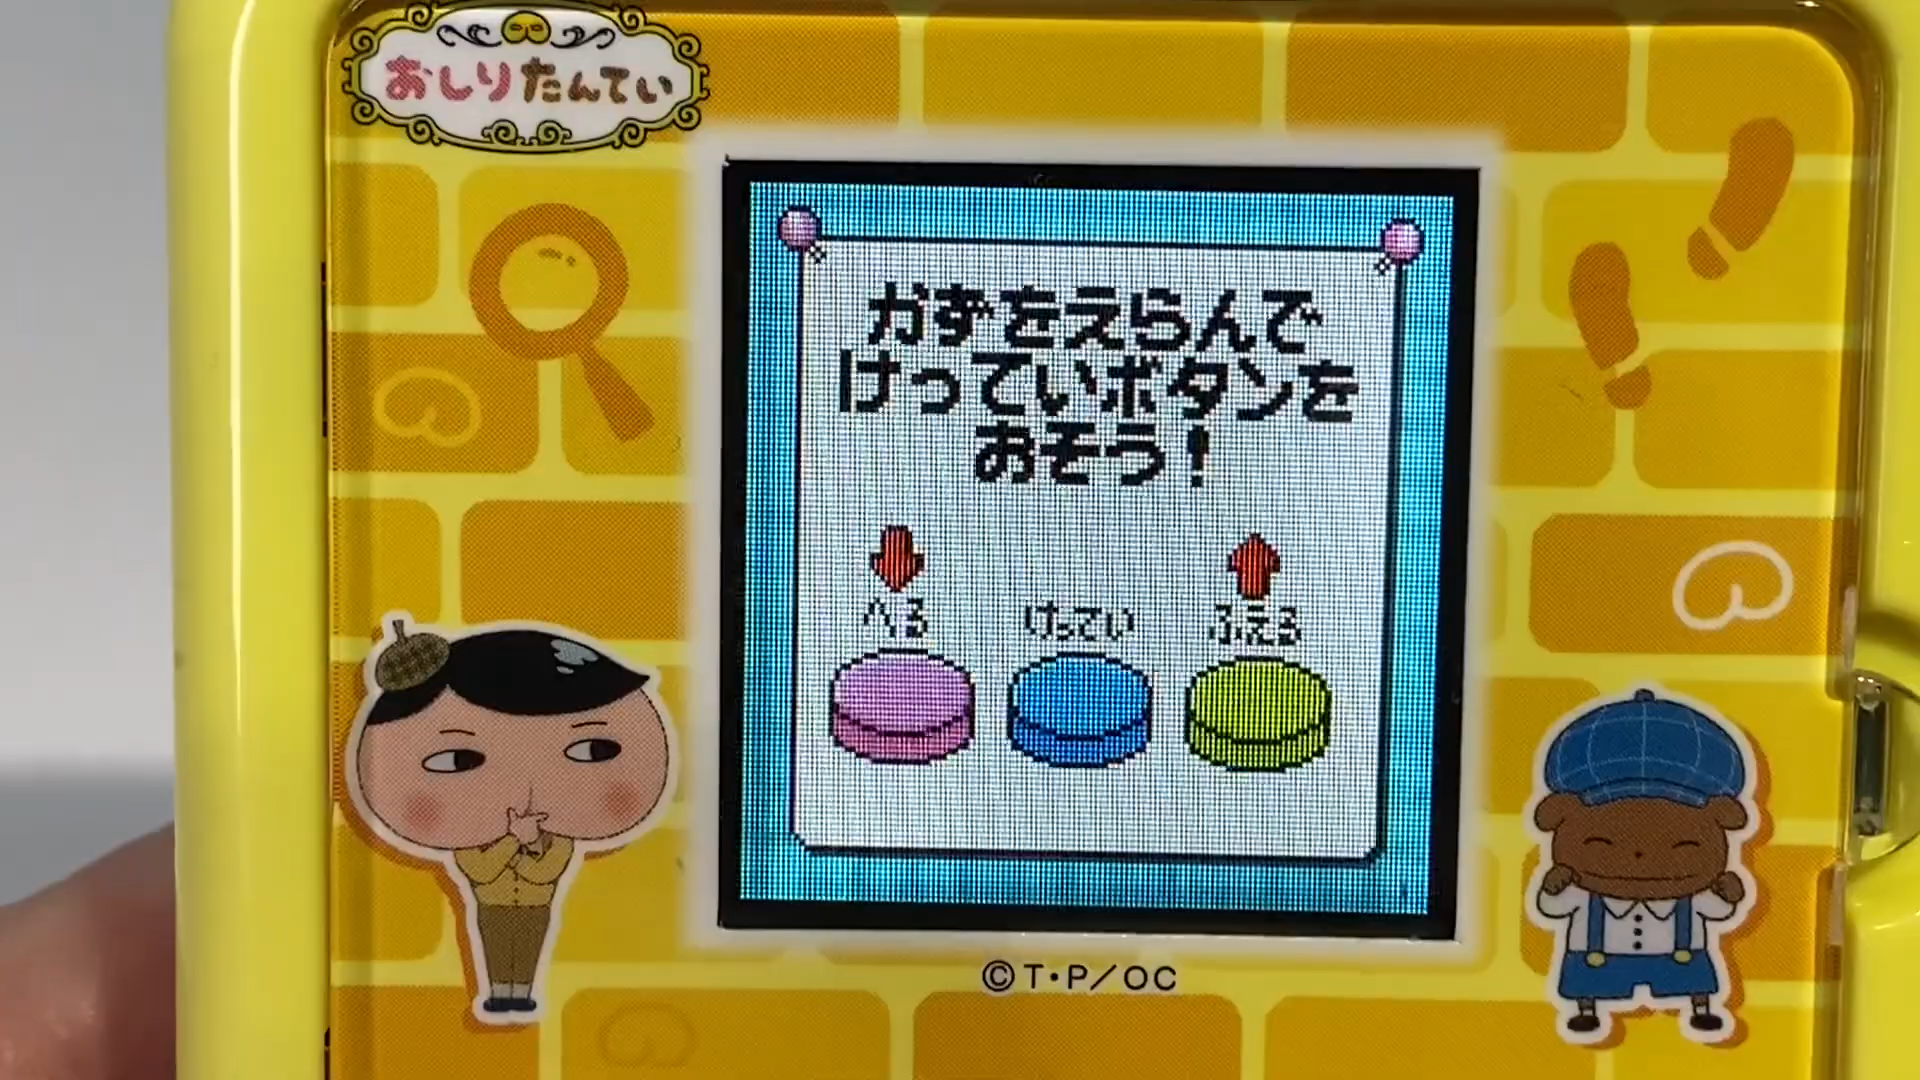 おしりたんてい
かずをえらんで
けっていボタンを
おそう!
へる
けってい
ふえる
©T・P/OC